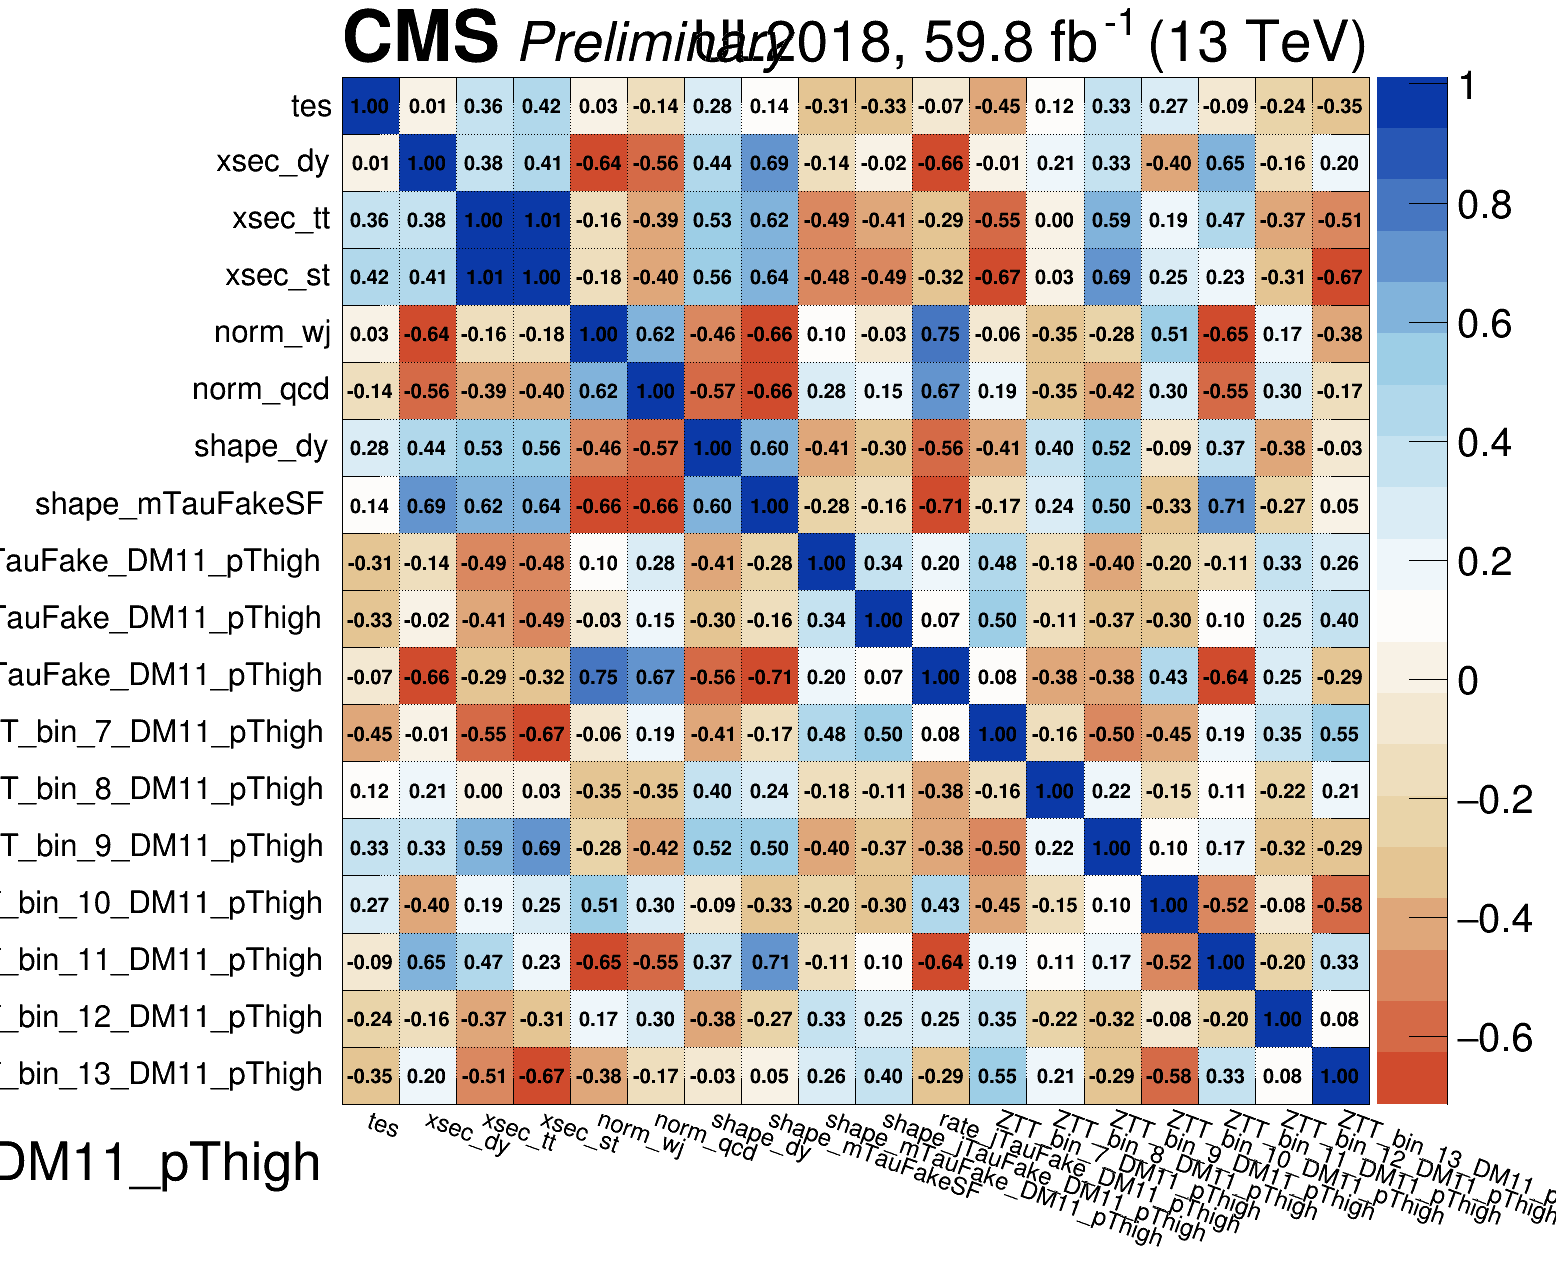 CMS Preliminary UL2018, 59.8 fb-1 (13 TeV)
tes 1.00 0.01 0.36 0.42 0.03 -0.14 0.28 0.14 -0.31 -0.33 -0.07 -0.45 0.12 0.33 0.27 -0.09 -0.24 -0.35
xsec_dy 0.01 1.00 0.38 0.41 -0.64 -0.56 0.44 0.69 -0.14 -0.02 -0.66 -0.01 0.21 0.33 -0.40 0.65 -0.16 0.20
xsec_tt 0.36 0.38 1.00 1.01 -0.16 -0.39 0.53 0.62 -0.49 -0.41 -0.29 -0.55 0.00 0.59 0.19 0.47 -0.37 -0.51
xsec_st 0.42 0.41 1.01 1.00 -0.18 -0.40 0.56 0.64 -0.48 -0.49 -0.32 -0.67 0.03 0.69 0.25 0.23 -0.31 -0.67
norm_wj 0.03 -0.64 -0.16 -0.18 1.00 0.62 -0.46 -0.66 0.10 -0.03 0.75 -0.06 -0.35 -0.28 0.51 -0.65 0.17 -0.38
norm_qcd -0.14 -0.56 -0.39 -0.40 0.62 1.00 -0.57 -0.66 0.28 0.15 0.67 0.19 -0.35 -0.42 0.30 -0.55 0.30 -0.17
shape_dy 0.28 0.44 0.53 0.56 -0.46 -0.57 1.00 0.60 -0.41 -0.30 -0.56 -0.41 0.40 0.52 -0.09 0.37 -0.38 -0.03
shape_mTauFakeSF 0.14 0.69 0.62 0.64 -0.66 -0.66 0.60 1.00 -0.28 -0.16 -0.71 -0.17 0.24 0.50 -0.33 0.71 -0.27 0.05
TauFake_DM11_pThigh -0.31 -0.14 -0.49 -0.48 0.10 0.28 -0.41 -0.28 1.00 0.34 0.20 0.48 -0.18 -0.40 -0.20 -0.11 0.33 0.26
TauFake_DM11_pThigh -0.33 -0.02 -0.41 -0.49 -0.03 0.15 -0.30 -0.16 0.34 1.00 0.07 0.50 -0.11 -0.37 -0.30 0.10 0.25 0.40
TauFake_DM11_pThigh -0.07 -0.66 -0.29 -0.32 0.75 0.67 -0.56 -0.71 0.20 0.07 1.00 0.08 -0.38 -0.38 0.43 -0.64 0.25 -0.29
T_bin_7_DM11_pThigh -0.45 -0.01 -0.55 -0.67 -0.06 0.19 -0.41 -0.17 0.48 0.50 0.08 1.00 -0.16 -0.50 -0.45 0.19 0.35 0.55
T_bin_8_DM11_pThigh 0.12 0.21 0.00 0.03 -0.35 -0.35 0.40 0.24 -0.18 -0.11 -0.38 -0.16 1.00 0.22 -0.15 0.11 -0.22 0.21
T_bin_9_DM11_pThigh 0.33 0.33 0.59 0.69 -0.28 -0.42 0.52 0.50 -0.40 -0.37 -0.38 -0.50 0.22 1.00 0.10 0.17 -0.32 -0.29
_bin_10_DM11_pThigh 0.27 -0.40 0.19 0.25 0.51 0.30 -0.09 -0.33 -0.20 -0.30 0.43 -0.45 -0.15 0.10 1.00 -0.52 -0.08 -0.58
_bin_11_DM11_pThigh -0.09 0.65 0.47 0.23 -0.65 -0.55 0.37 0.71 -0.11 0.10 -0.64 0.19 0.11 0.17 -0.52 1.00 -0.20 0.33
_bin_12_DM11_pThigh -0.24 -0.16 -0.37 -0.31 0.17 0.30 -0.38 -0.27 0.33 0.25 0.25 0.35 -0.22 -0.32 -0.08 -0.20 1.00 0.08
_bin_13_DM11_pThigh -0.35 0.20 -0.51 -0.67 -0.38 -0.17 -0.03 0.05 0.26 0.40 -0.29 0.55 0.21 -0.29 -0.58 0.33 0.08 1.00
1
0.8
0.6
0.4
0.2
0
−0.2
−0.4
−0.6
tes
xsec_dy
xsec_tt
xsec_st
norm_wj
norm_qcd
shape_dy
shape_mTauFakeSF
shape_mTauFake_DM11_pThigh
shape_jTauFake_DM11_pThigh
rate_jTauFake_DM11_pThigh
ZTT_bin_7_DM11_pThigh
ZTT_bin_8_DM11_pThigh
ZTT_bin_9_DM11_pThigh
ZTT_bin_10_DM11_pThigh
ZTT_bin_11_DM11_pThigh
ZTT_bin_12_DM11_pThigh
ZTT_bin_13_DM11_p
DM11_pThigh